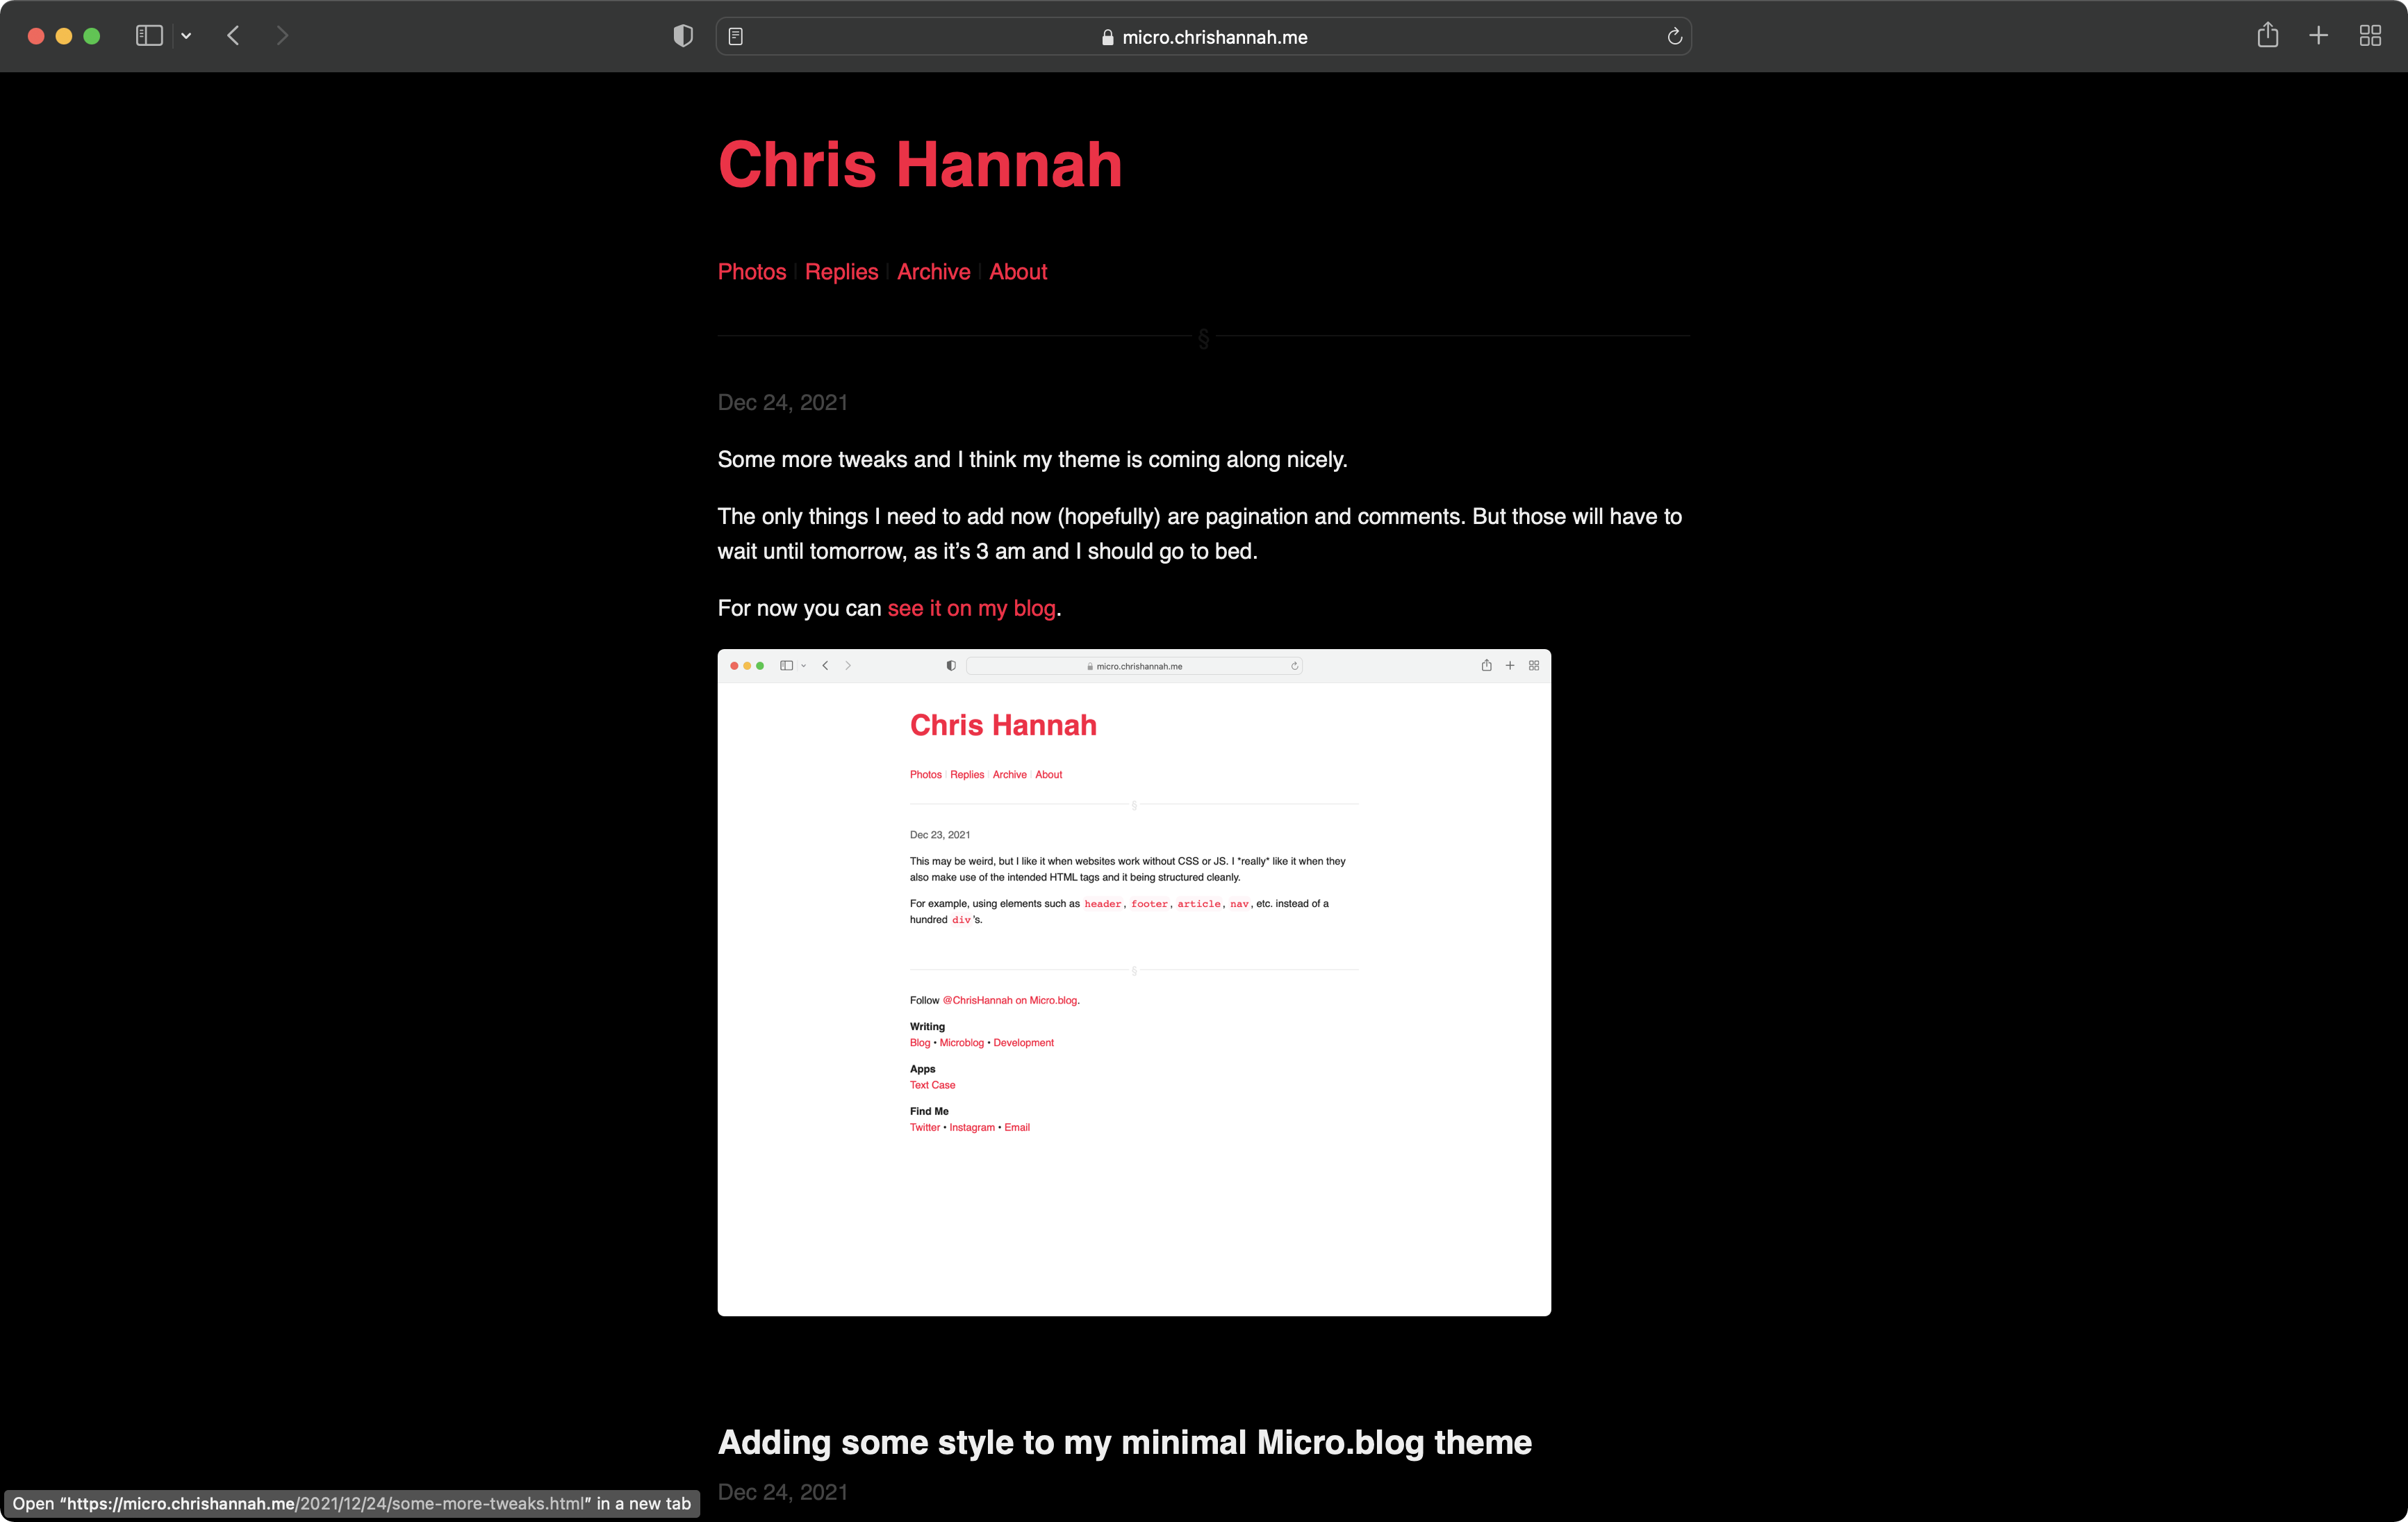 micro.chrishannah.me
Chris Hannah
Photos | Replies | Archive | About
§
Dec 24, 2021
Some more tweaks and I think my theme is coming along nicely.
The only things I need to add now (hopefully) are pagination and comments. But those will have to
wait until tomorrow, as it’s 3 am and I should go to bed.
For now you can see it on my blog.
micro.chrishannah.me
Chris Hannah
Photos | Replies | Archive | About
§
Dec 23, 2021
This may be weird, but I like it when websites work without CSS or JS. I *really* like it when they
also make use of the intended HTML tags and it being structured cleanly.
For example, using elements such as header, footer, article, nav, etc. instead of a
hundred div's.
§
Follow @ChrisHannah on Micro.blog.
Writing
Blog • Microblog • Development
Apps
Text Case
Find Me
Twitter • Instagram • Email
Adding some style to my minimal Micro.blog theme
Dec 24, 2021
Open “https://micro.chrishannah.me/2021/12/24/some-more-tweaks.html” in a new tab